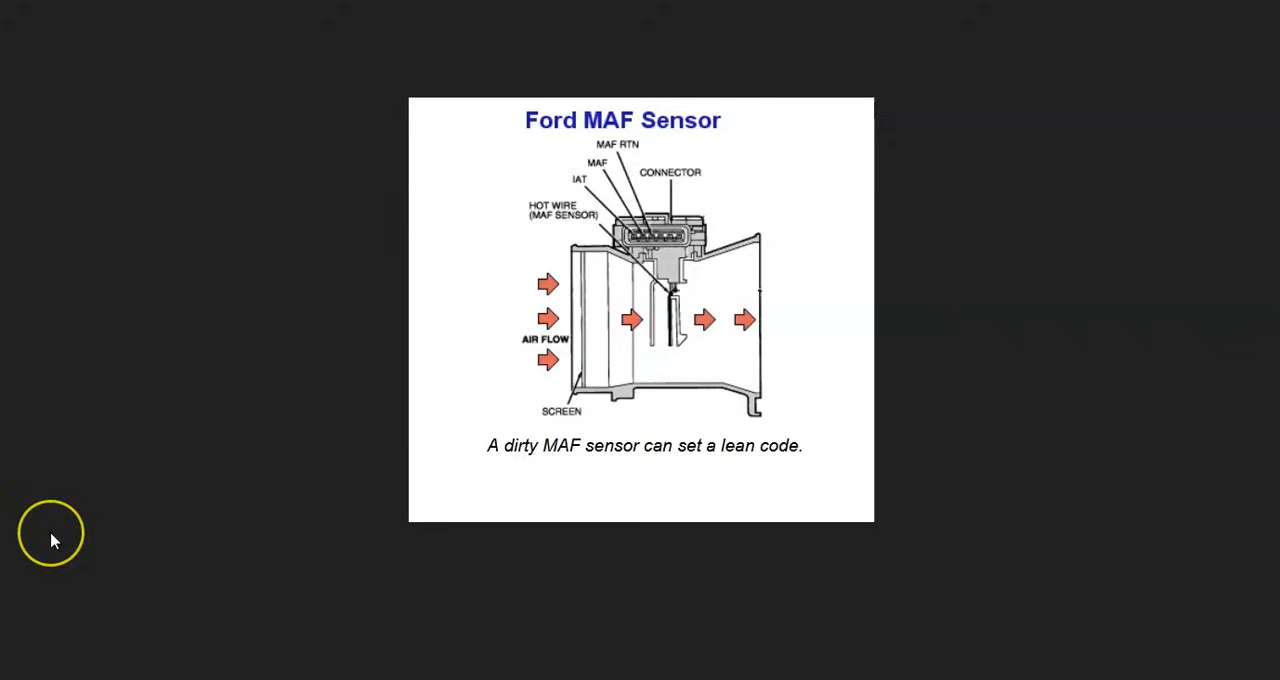 Ford MAF Sensor
MAF RTN
MAF
CONNECTOR
IAT
HOT WIRE
(MAF SENSOR)
AIR FLOW
SCREEN
A dirty MAF sensor can set a lean code.